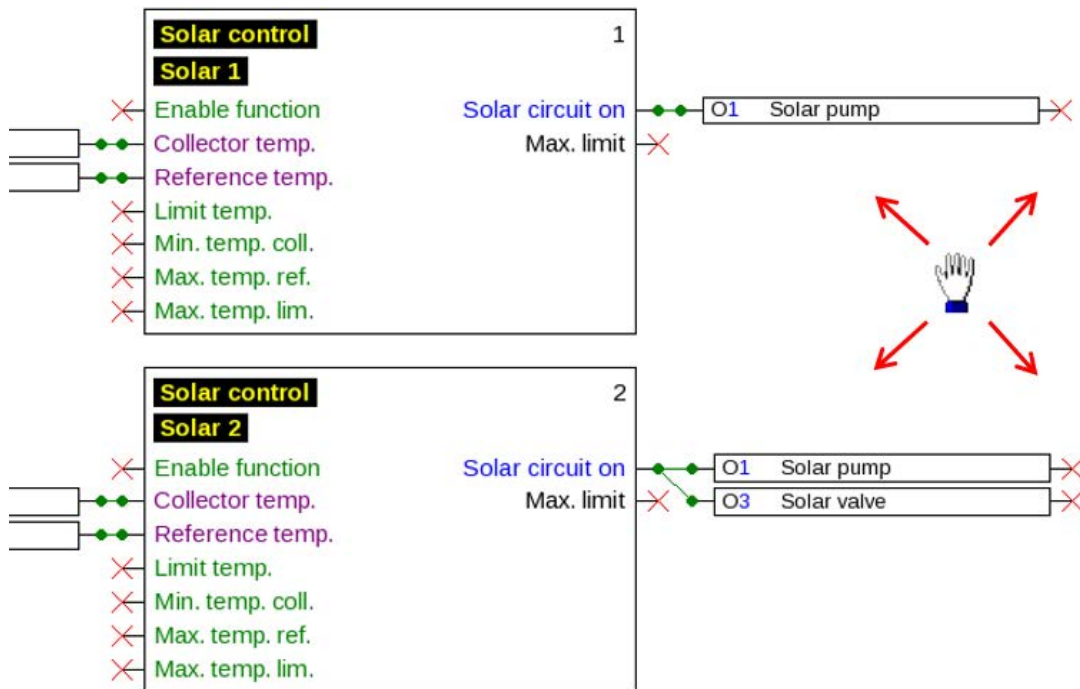 Solar control 1
Solar 1
Enable function Solar circuit on O1 Solar pump
Collector temp. Max. limit
Reference temp.
Limit temp.
Min. temp. coll.
Max. temp. ref.
Max. temp. lim.
Solar control 2
Solar 2
Enable function Solar circuit on O1 Solar pump
Collector temp. Max. limit O3 Solar valve
Reference temp.
Limit temp.
Min. temp. coll.
Max. temp. ref.
Max. temp. lim.